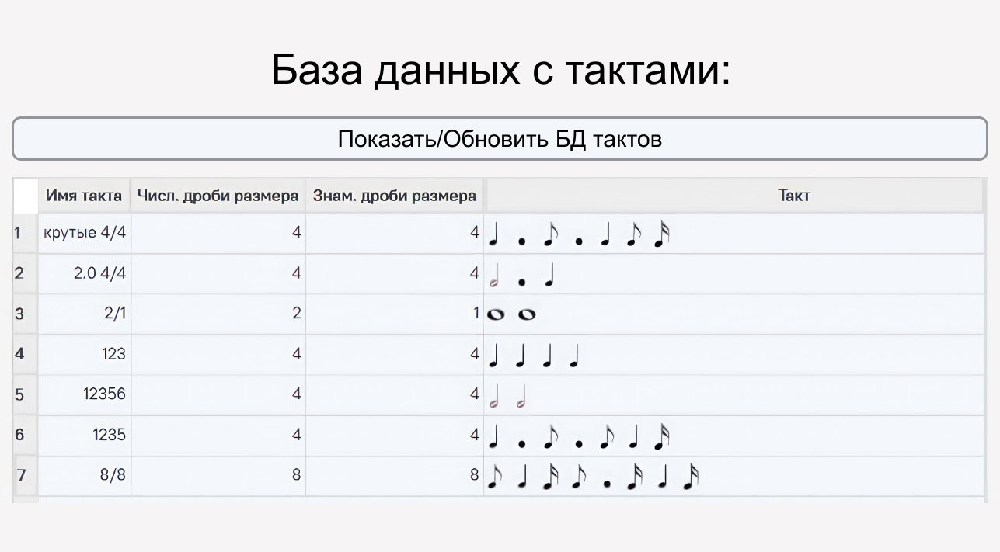 База данных с тактами:
Показать/Обновить БД тактов
Имя такта Числ. дроби размера Знам. дроби размера Такт
1 крутые 4/4 4 4 ♩ . ♪ . ♩ ♪ 𝅘𝅥𝅯
2 2.0 4/4 4 4 𝅗𝅥 . ♩
3 2/1 2 1 𝅝 𝅝
4 123 4 4 ♩ ♩ ♩ ♩
5 12356 4 4 𝅗𝅥 𝅗𝅥
6 1235 4 4 ♩ . ♪ . ♪ ♩ 𝅘𝅥𝅯
7 8/8 8 8 ♪ ♩ 𝅘𝅥𝅯 ♪ . 𝅘𝅥𝅯 ♩ 𝅘𝅥𝅯